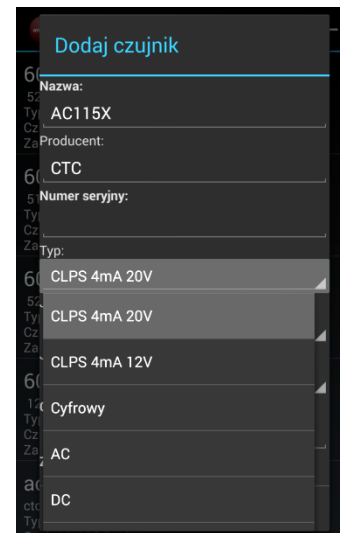 Dodaj czujnik
Nazwa:
AC115X
Producent:
CTC
Numer seryjny:
Typ:
CLPS 4mA 20V
CLPS 4mA 20V
CLPS 4mA 12V
Cyfrowy
AC
DC